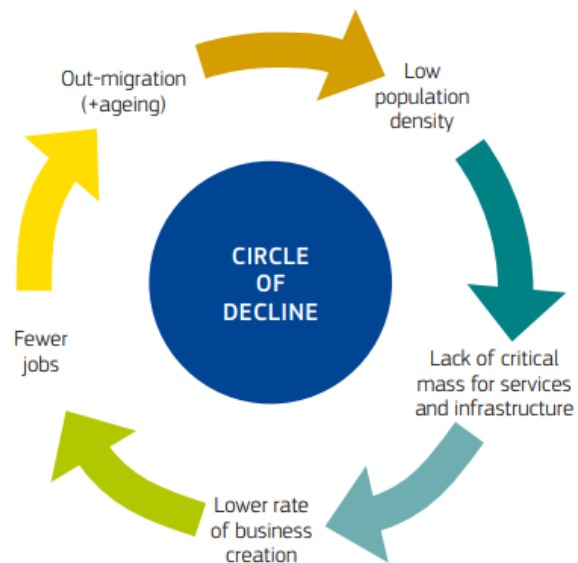 Out-migration
(+ageing)
Low
population
density
CIRCLE
OF
DECLINE
Fewer
jobs
Lack of critical
mass for services
and infrastructure
Lower rate
of business
creation